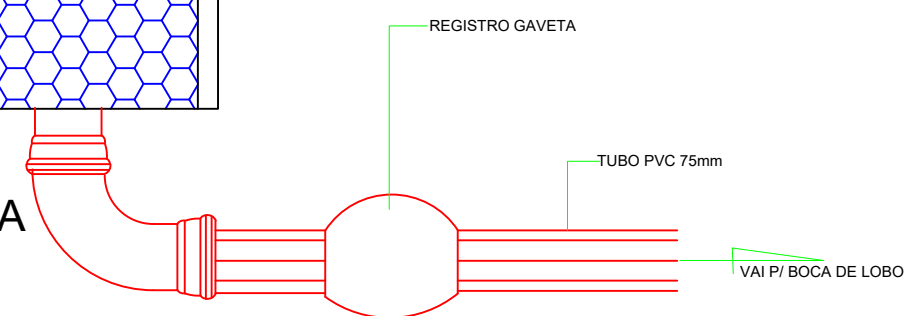 REGISTRO GAVETA
TUBO PVC 75mm
A
VAI P/ BOCA DE LOBO